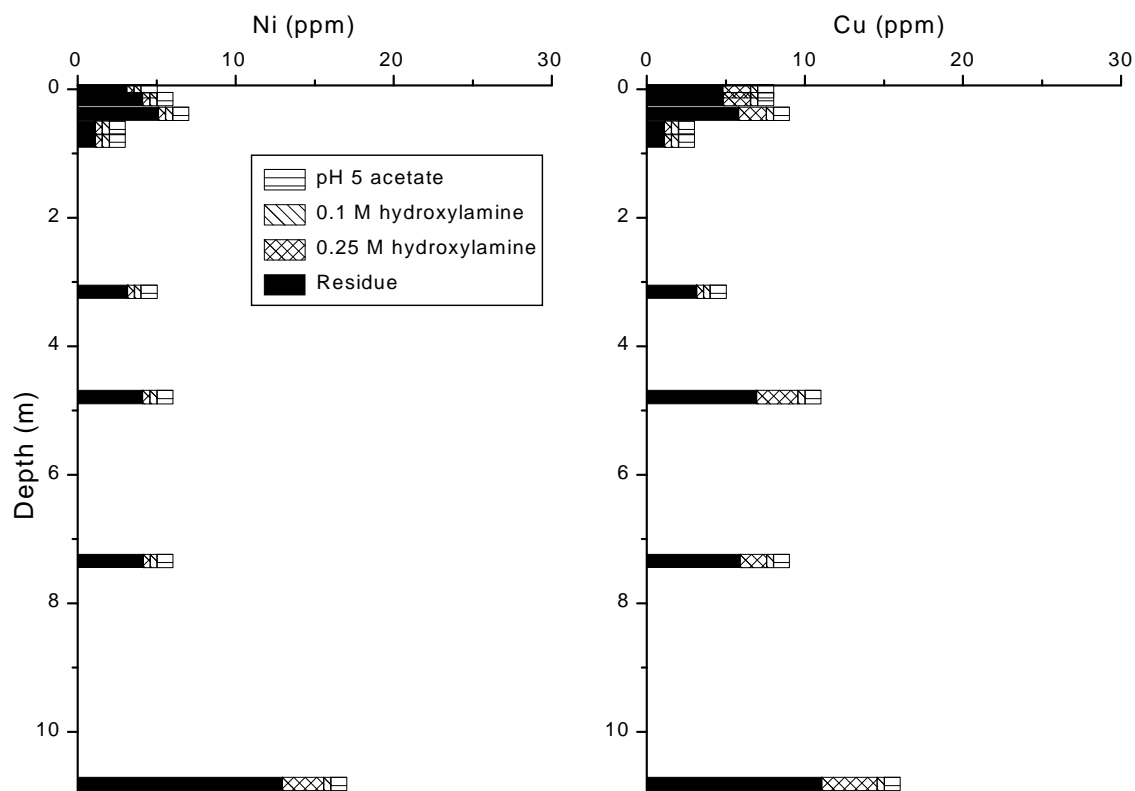 Ni (ppm)
0 10 20 30
0
2
4
6
8
10
Depth (m)
pH 5 acetate
0.1 M hydroxylamine
0.25 M hydroxylamine
Residue
Cu (ppm)
0 10 20 30
0
2
4
6
8
10